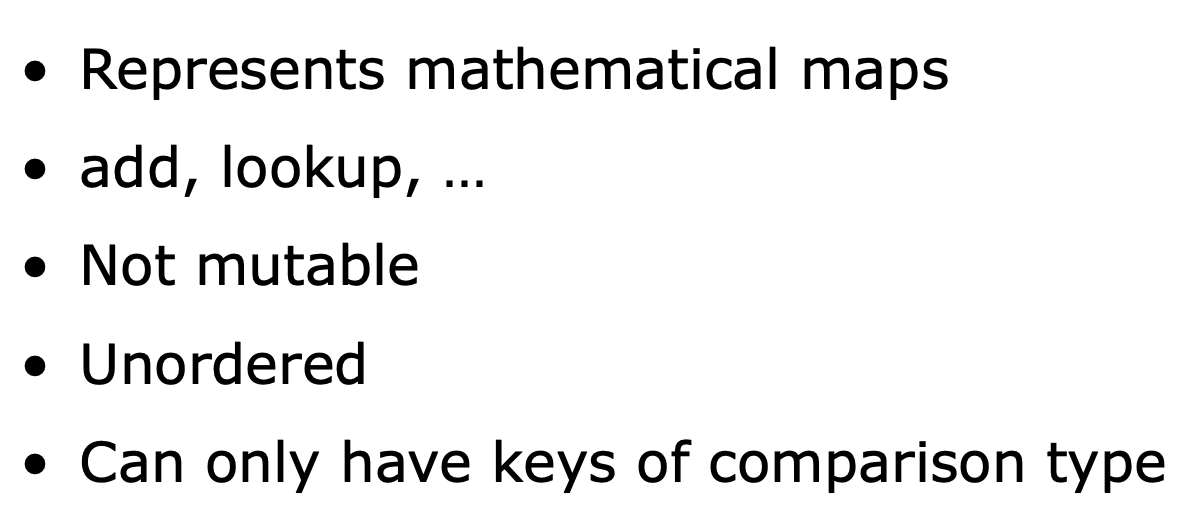 • Represents mathematical maps
• add, lookup, …
• Not mutable
• Unordered
• Can only have keys of comparison type